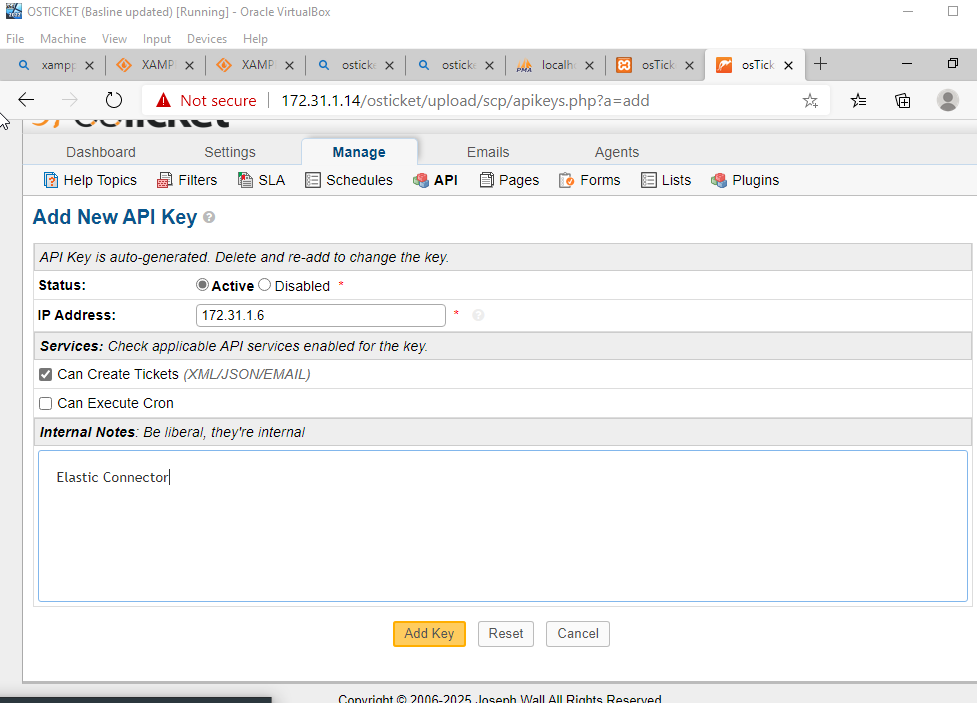 OSTICKET (Basline updated) [Running] - Oracle VirtualBox
File Machine View Input Devices Help
xampp XAMP XAMP osticke osticke localh osTick osTick
Not secure 172.31.1.14/osticket/upload/scp/apikeys.php?a=add
Dashboard Settings Manage Emails Agents
Help Topics Filters SLA Schedules API Pages Forms Lists Plugins
Add New API Key
API Key is auto-generated. Delete and re-add to change the key.
Status: Active Disabled *
IP Address: 172.31.1.6 *
Services: Check applicable API services enabled for the key.
Can Create Tickets (XML/JSON/EMAIL)
Can Execute Cron
Internal Notes: Be liberal, they're internal
Elastic Connector
Add Key Reset Cancel
Copyright © 2006-2025 Joseph Wall All Rights Reserved.